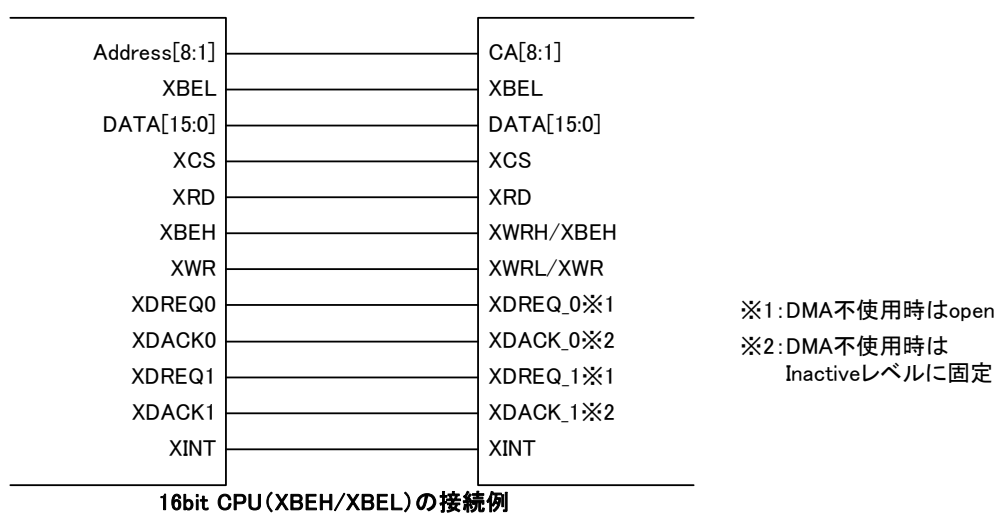 Address[8:1] CA[8:1]
XBEL XBEL
DATA[15:0] DATA[15:0]
XCS XCS
XRD XRD
XBEH XWRH/XBEH
XWR XWRL/XWR
XDREQ0 XDREQ_0※1
XDACK0 XDACK_0※2
XDREQ1 XDREQ_1※1
XDACK1 XDACK_1※2
XINT XINT
※1:DMA不使用時はopen
※2:DMA不使用時は
Inactiveレベルに固定
16bit CPU(XBEH/XBEL)の接続例